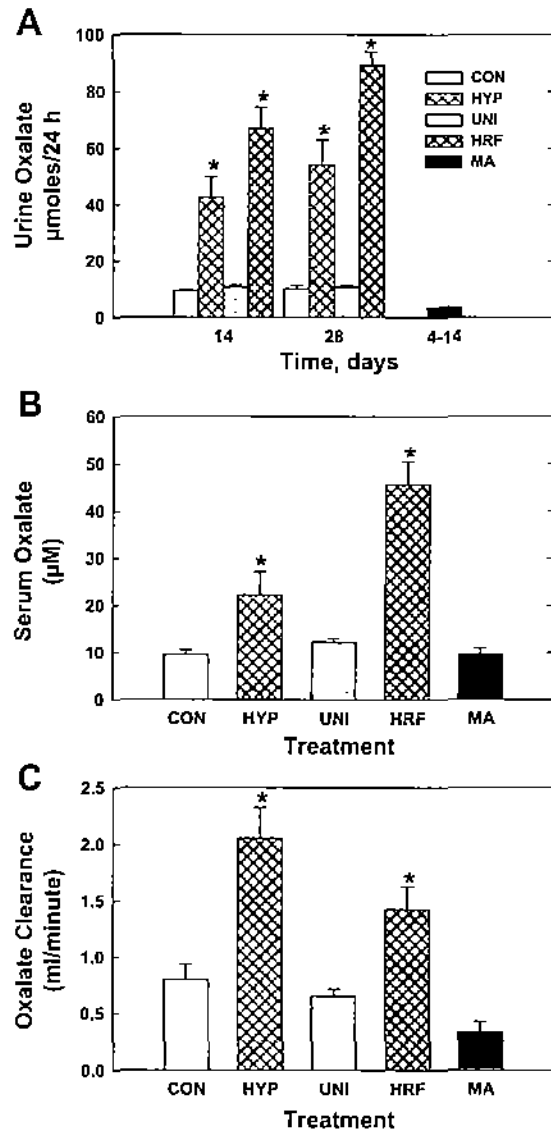 A
Urine Oxalate
µmoles/24 h
100
80
60
40
20
0
* * * *
CON
HYP
UNI
HRF
MA
14 28 4-14
Time, days
B
Serum Oxalate
(µM)
60
50
40
30
20
10
0
* *
CON HYP UNI HRF MA
Treatment
C
Oxalate Clearance
(ml/minute)
2.5
2.0
1.5
1.0
0.5
0.0
* *
CON HYP UNI HRF MA
Treatment